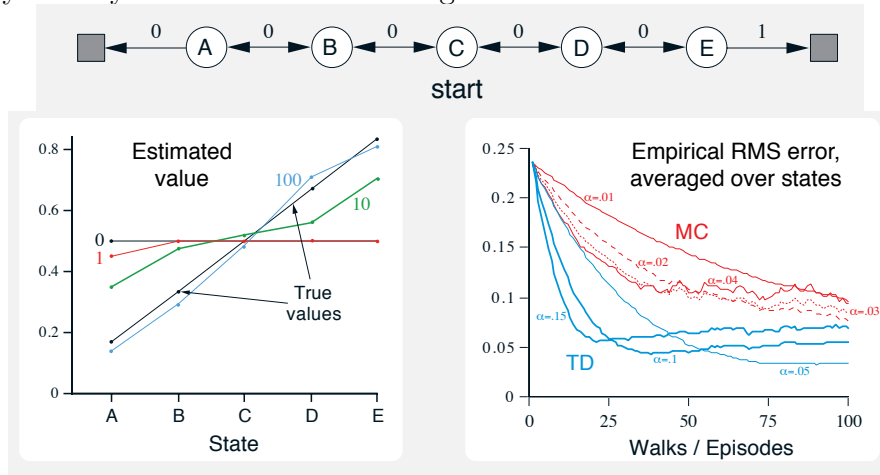 0 0 0 0 0 1
A B C D E
start
Estimated
value
0.8
0.6
0.4
0.2
0
0
1
100
10
True
values
A B C D E
State
Empirical RMS error,
averaged over states
0.25
0.2
0.15
0.1
0.05
0
α=.01
MC
α=.02
α=.04
α=.03
α=.15
TD
α=.1
α=.05
0 25 50 75 100
Walks / Episodes